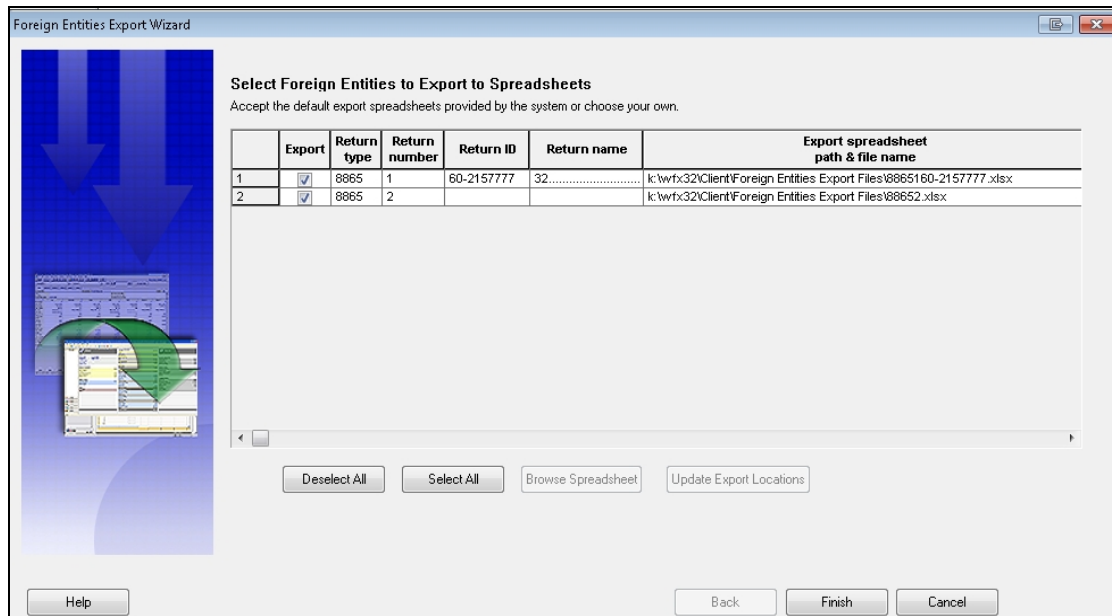 Foreign Entities Export Wizard
Select Foreign Entities to Export to Spreadsheets
Accept the default export spreadsheets provided by the system or choose your own.
Export Return type Return number Return ID Return name Export spreadsheet path & file name
1 8865 1 60-2157777 32........................... k:\wfx32\Client\Foreign Entities Export Files\8865160-2157777.xlsx
2 8865 2 k:\wfx32\Client\Foreign Entities Export Files\88652.xlsx
Deselect All Select All Browse Spreadsheet Update Export Locations
Help Back Finish Cancel